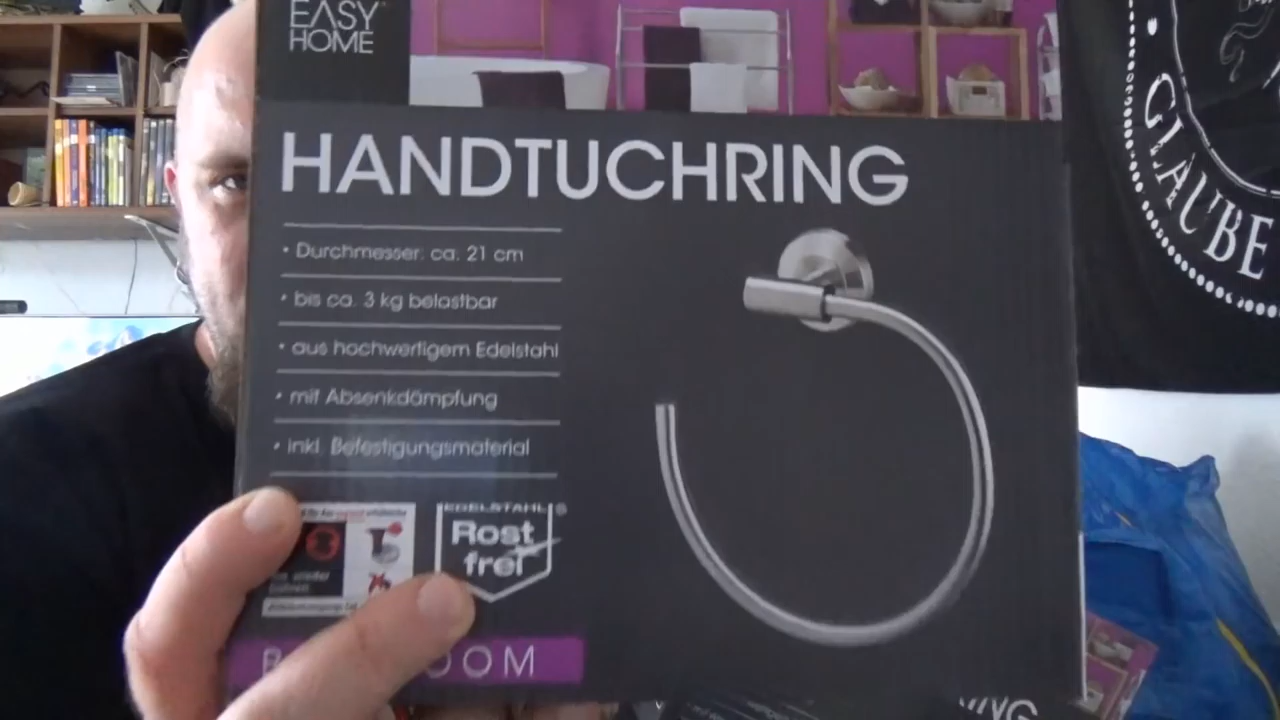 EASY
HOME
HANDTUCHRING
• Durchmesser: ca. 21 cm
• bis ca. 3 kg belastbar
• aus hochwertigem Edelstahl
• mit Absenkdämpfung
• inkl. Befestigungsmaterial
EDELSTAHL®
Rost
frei
OOM
GLAUBE